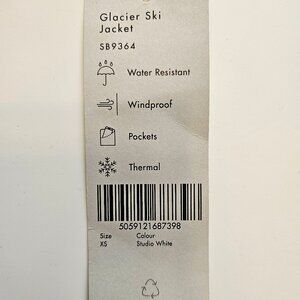 Glacier Ski
Jacket
SB9364
Water Resistant
Windproof
Pockets
Thermal
5059121687398
Size Colour
XS Studio White